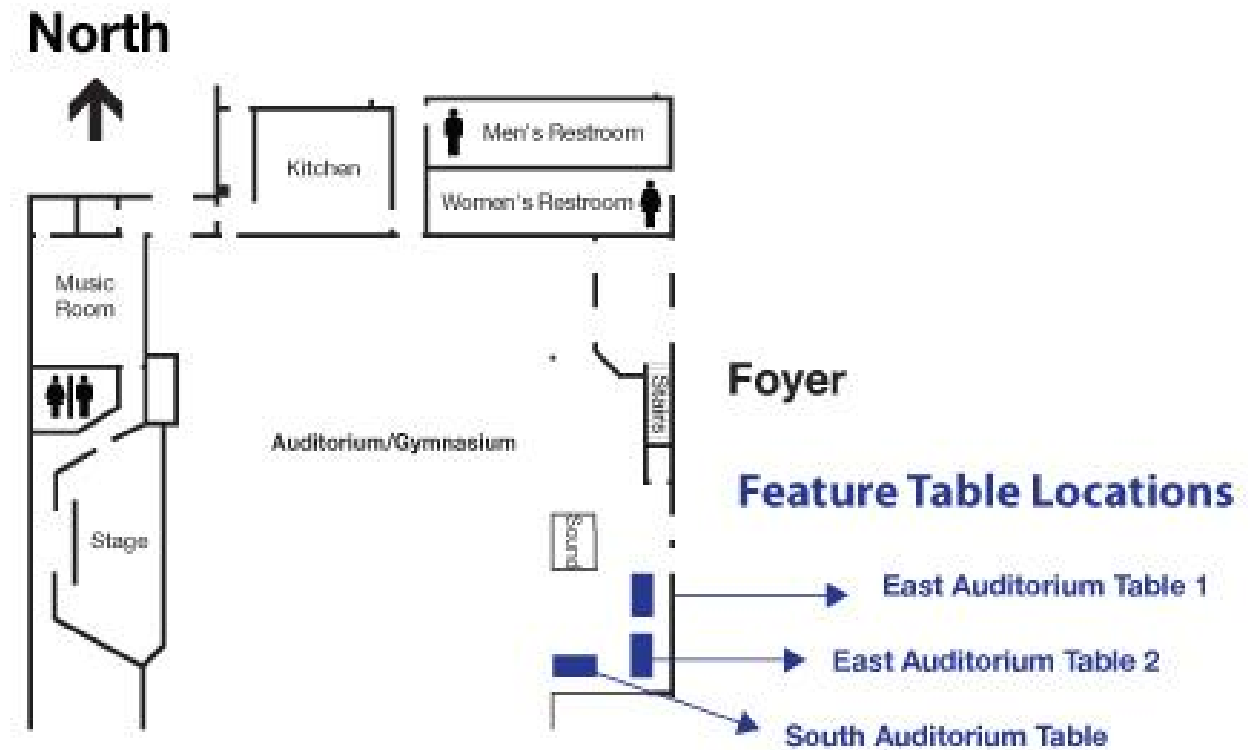 North
Men's Restroom
Kitchen
Women's Restroom
Music
Room
Stairs
Foyer
Auditorium/Gymnasium
Feature Table Locations
Sound
Stage
East Auditorium Table 1
East Auditorium Table 2
South Auditorium Table